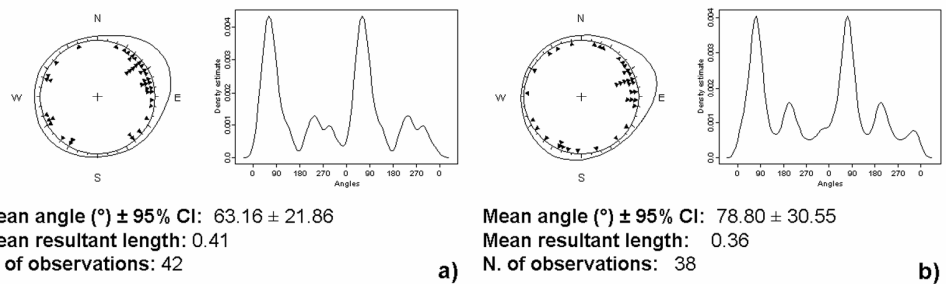 N
W
E
S
Density estimate
0.004
0.003
0.002
0.001
0.0
0 90 180 270 0 90 180 270 0
Angles
ean angle (°) ± 95% CI: 63.16 ± 21.86
ean resultant length: 0.41
. of observations: 42
a)
N
W
E
S
Density estimate
0.004
0.003
0.002
0.001
0.0
0 90 180 270 0 90 180 270 0
Angles
Mean angle (°) ± 95% CI: 78.80 ± 30.55
Mean resultant length: 0.36
N. of observations: 38
b)